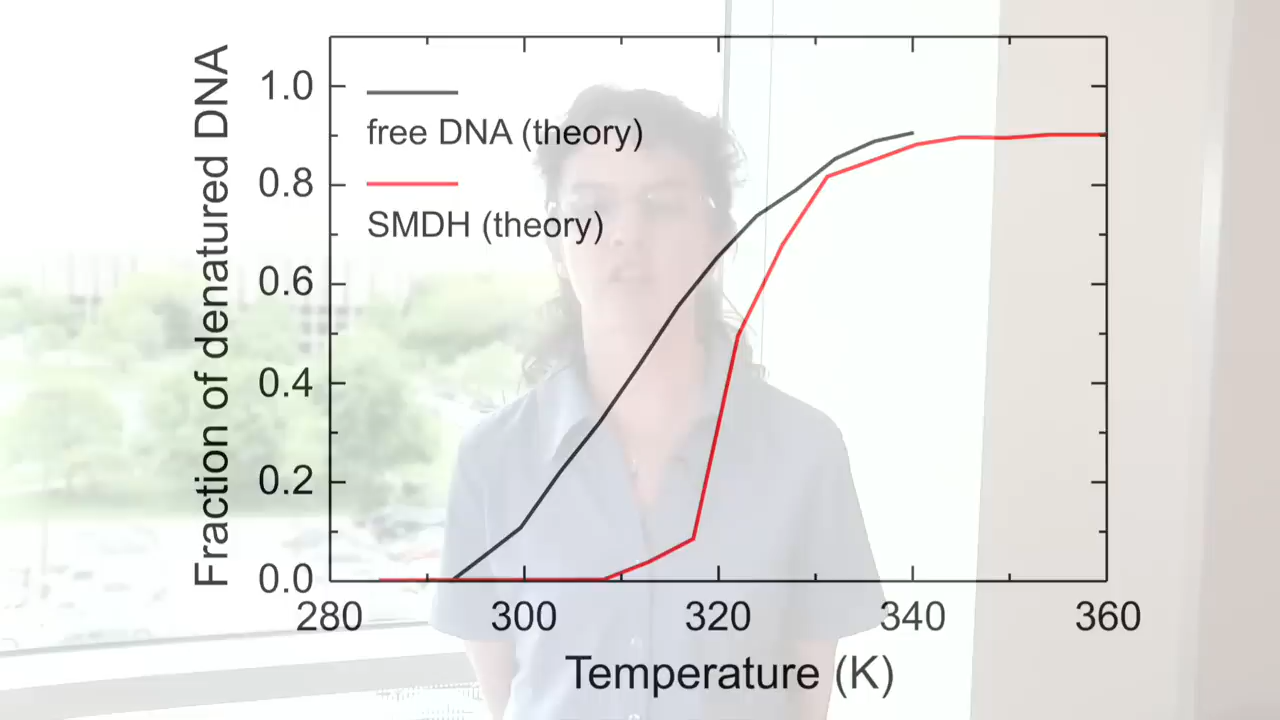 Fraction of denatured DNA
1.0
0.8
0.6
0.4
0.2
0.0
free DNA (theory)
SMDH (theory)
280 300 320 340 360
Temperature (K)